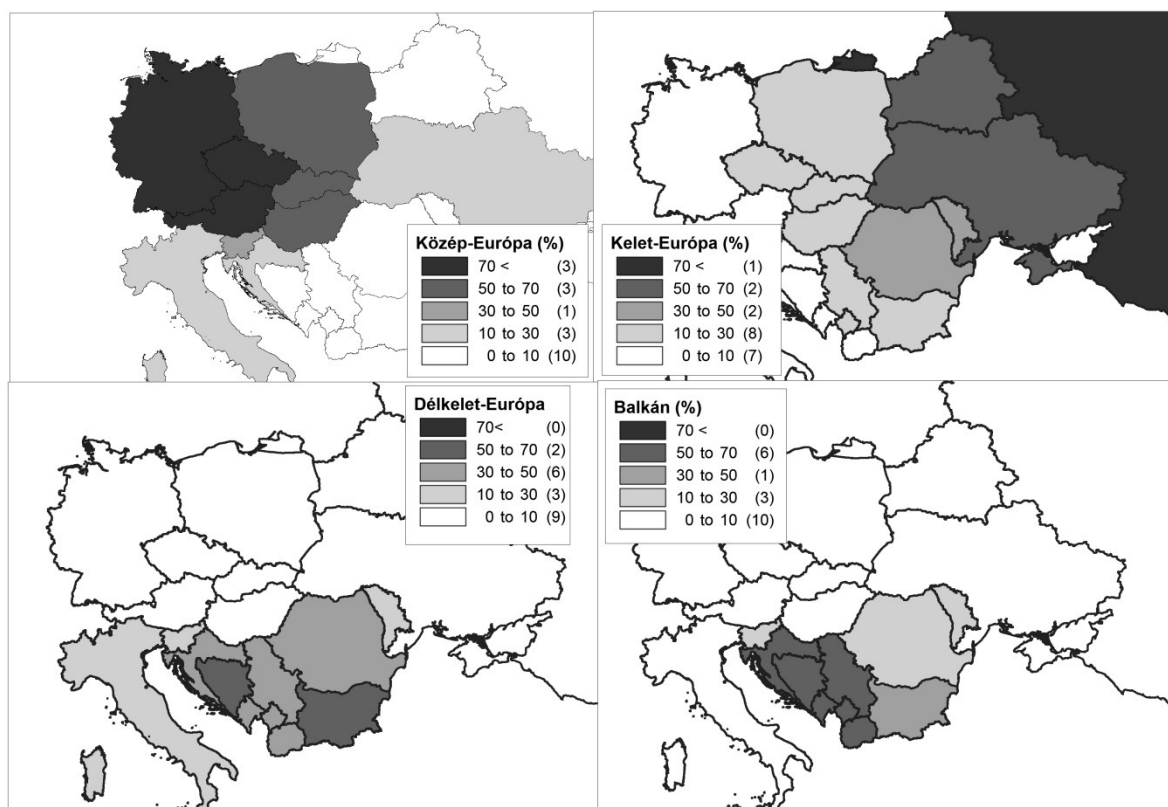 Közép-Európa (%)
70 < (3)
50 to 70 (3)
30 to 50 (1)
10 to 30 (3)
0 to 10 (10)
Kelet-Európa (%)
70 < (1)
50 to 70 (2)
30 to 50 (2)
10 to 30 (8)
0 to 10 (7)
Délkelet-Európa
70< (0)
50 to 70 (2)
30 to 50 (6)
10 to 30 (3)
0 to 10 (9)
Balkán (%)
70 < (0)
50 to 70 (6)
30 to 50 (1)
10 to 30 (3)
0 to 10 (10)